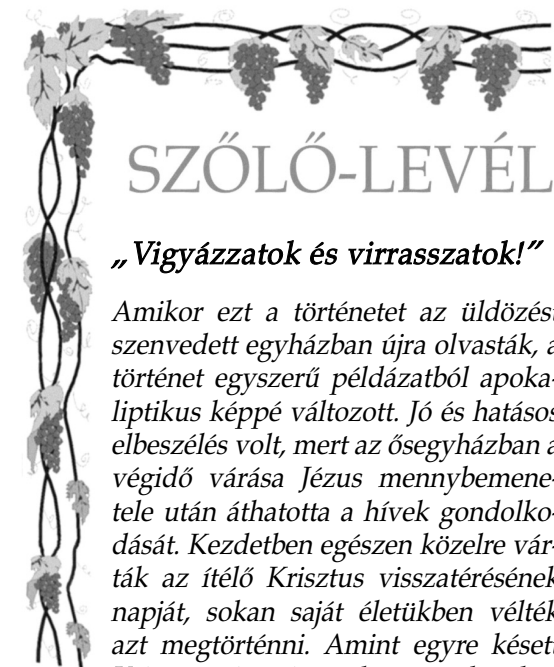 SZŐLŐ-LEVÉL
„Vigyázzatok és virrasszatok!”
Amikor ezt a történetet az üldözést
szenvedett egyházban újra olvasták, a
történet egyszerű példázatból apoka-
liptikus képpé változott. Jó és hatásos
elbeszélés volt, mert az ősegyházban a
végidő várása Jézus mennybemene-
tele után áthatotta a hívek gondolko-
dását. Kezdetben egészen közelre vár-
ták az ítélő Krisztus visszatérésének
napját, sokan saját életükben vélték
azt megtörténni. Amint egyre késett